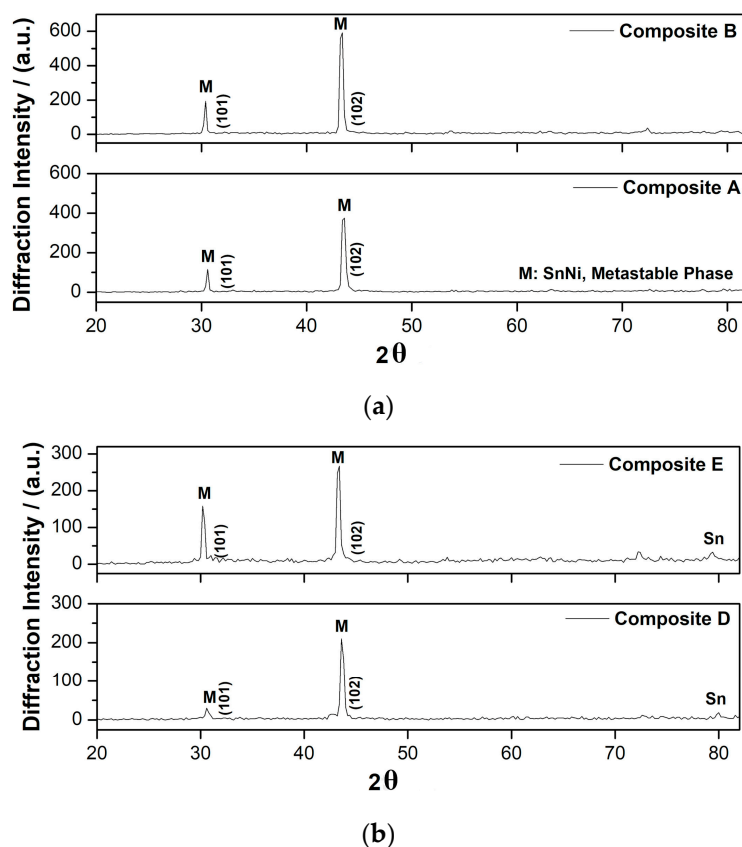 Diffraction Intensity / (a.u.)
600
400
200
0
M
(101)
M
(102)
Composite B
600
400
200
0
M
(101)
M
(102)
Composite A
M: SnNi, Metastable Phase
20 30 40 50 60 70 80
2θ
(a)
Diffraction Intensity / (a.u.)
300
200
100
0
M
(101)
M
(102)
Composite E
Sn
300
200
100
0
M
(101)
M
(102)
Composite D
Sn
20 30 40 50 60 70 80
2θ
(b)